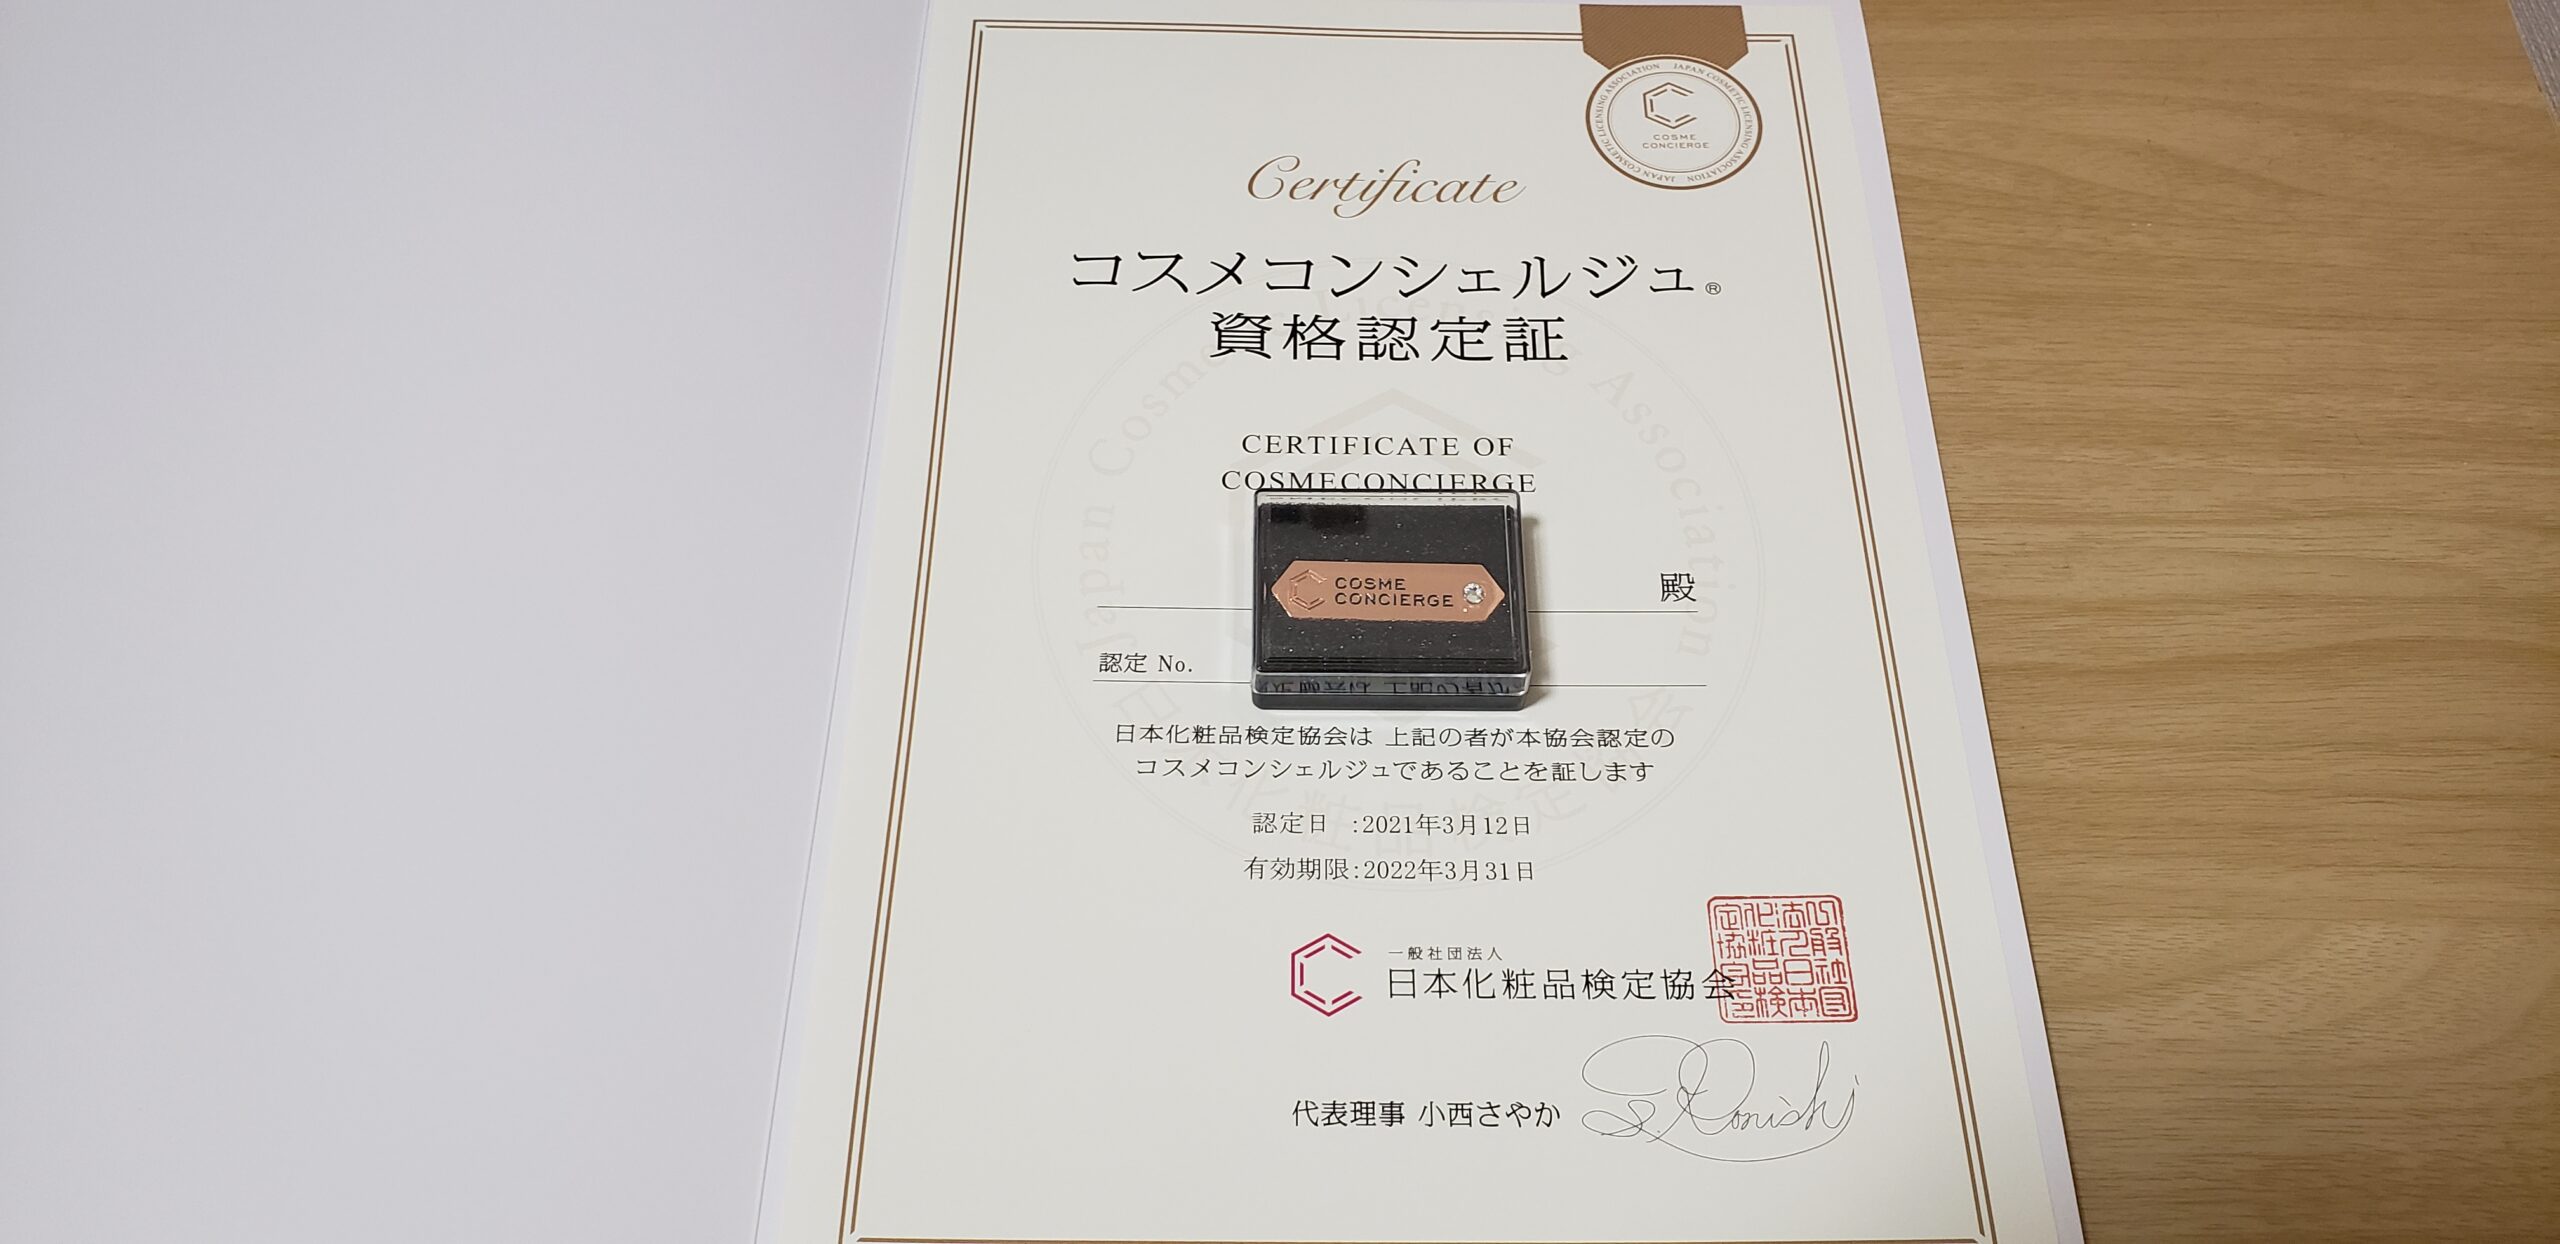 JAPAN COSMETIC LICENSING ASSOCIATION JAPAN COSMETIC LICENSING ASSOCIATION
COSME
CONCIERGE
Certificate
コスメコンシェルジュ®
資格認定証
CERTIFICATE OF
COSMECONCIERGE
COSME
CONCIERGE
殿
認定 No.
日本化粧品検定協会は 上記の者が本協会認定の
コスメコンシェルジュであることを証します
認定日 :2021年3月12日
有効期限:2022年3月31日
一般社団法人
日本化粧品検定協会
代表理事 小西さやか
S.Konishi